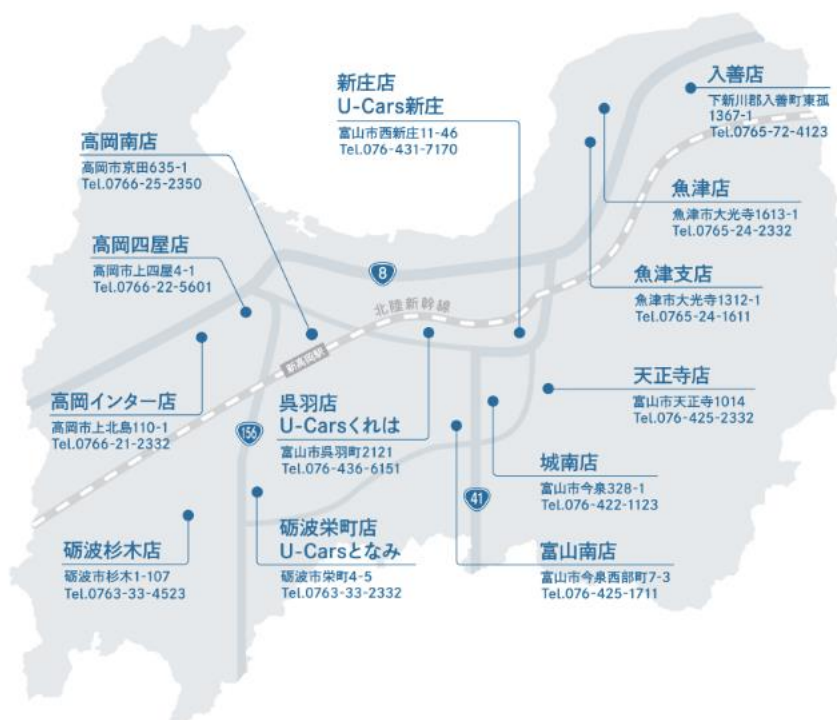 新庄店
U-Cars新庄
富山市西新庄11-46
Tel.076-431-7170
入善店
下新川郡入善町東狐
1367-1
Tel.0765-72-4123
高岡南店
高岡市京田635-1
Tel.0766-25-2350
魚津店
魚津市大光寺1613-1
Tel.0765-24-2332
高岡四屋店
高岡市上四屋4-1
Tel.0766-22-5601
8
北陸新幹線
魚津支店
魚津市大光寺1312-1
Tel.0765-24-1611
新高岡駅
高岡インター店
高岡市上北島110-1
Tel.0766-21-2332
156
呉羽店
U-Carsくれは
富山市呉羽町2121
Tel.076-436-6151
天正寺店
富山市天正寺1014
Tel.076-425-2332
城南店
富山市今泉328-1
Tel.076-422-1123
41
砺波杉木店
砺波市杉木1-107
Tel.0763-33-4523
砺波栄町店
U-Carsとなみ
砺波市栄町4-5
Tel.0763-33-2332
富山南店
富山市今泉西部町7-3
Tel.076-425-1711